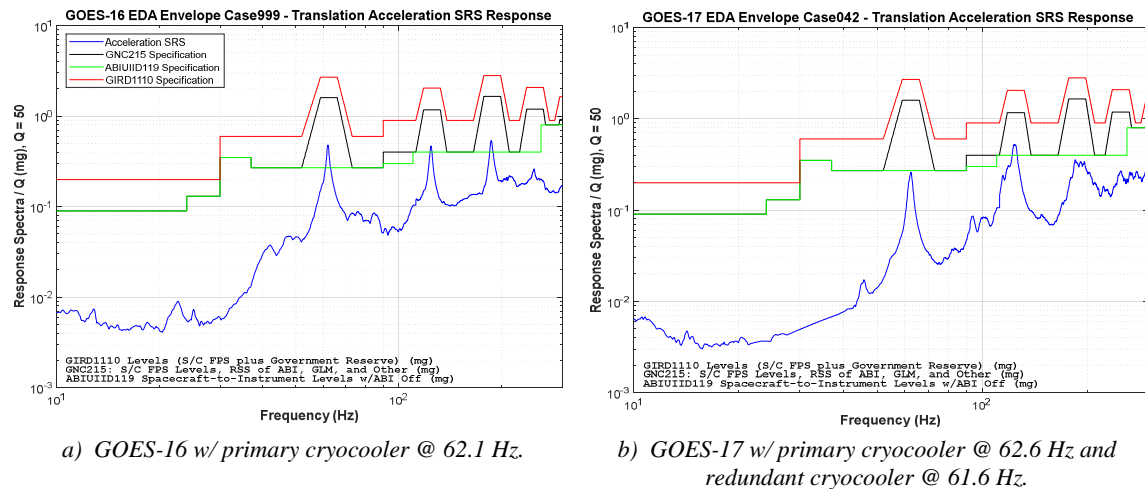 GOES-16 EDA Envelope Case999 - Translation Acceleration SRS Response
10^1
10^0
10^-1
10^-2
10^-3
Response Spectra / Q (mg), Q = 50
Acceleration SRS
GNC215 Specification
ABIUIID119 Specification
GIRD1110 Specification
GIRD1110 Levels (S/C FPS plus Government Reserve) (mg)
GNC215: S/C FPS Levels, RSS of ABI, GLM, and Other (mg)
ABIUIID119 Spacecraft-to-Instrument Levels w/ABI Off (mg)
10^1
10^2
Frequency (Hz)
a) GOES-16 w/ primary cryocooler @ 62.1 Hz.
GOES-17 EDA Envelope Case042 - Translation Acceleration SRS Response
10^1
10^0
10^-1
10^-2
10^-3
Response Spectra / Q (mg), Q = 50
GIRD1110 Levels (S/C FPS plus Government Reserve) (mg)
GNC215: S/C FPS Levels, RSS of ABI, GLM, and Other (mg)
ABIUIID119 Spacecraft-to-Instrument Levels w/ABI Off (mg)
10^1
10^2
Frequency (Hz)
b) GOES-17 w/ primary cryocooler @ 62.6 Hz and
redundant cryocooler @ 61.6 Hz.